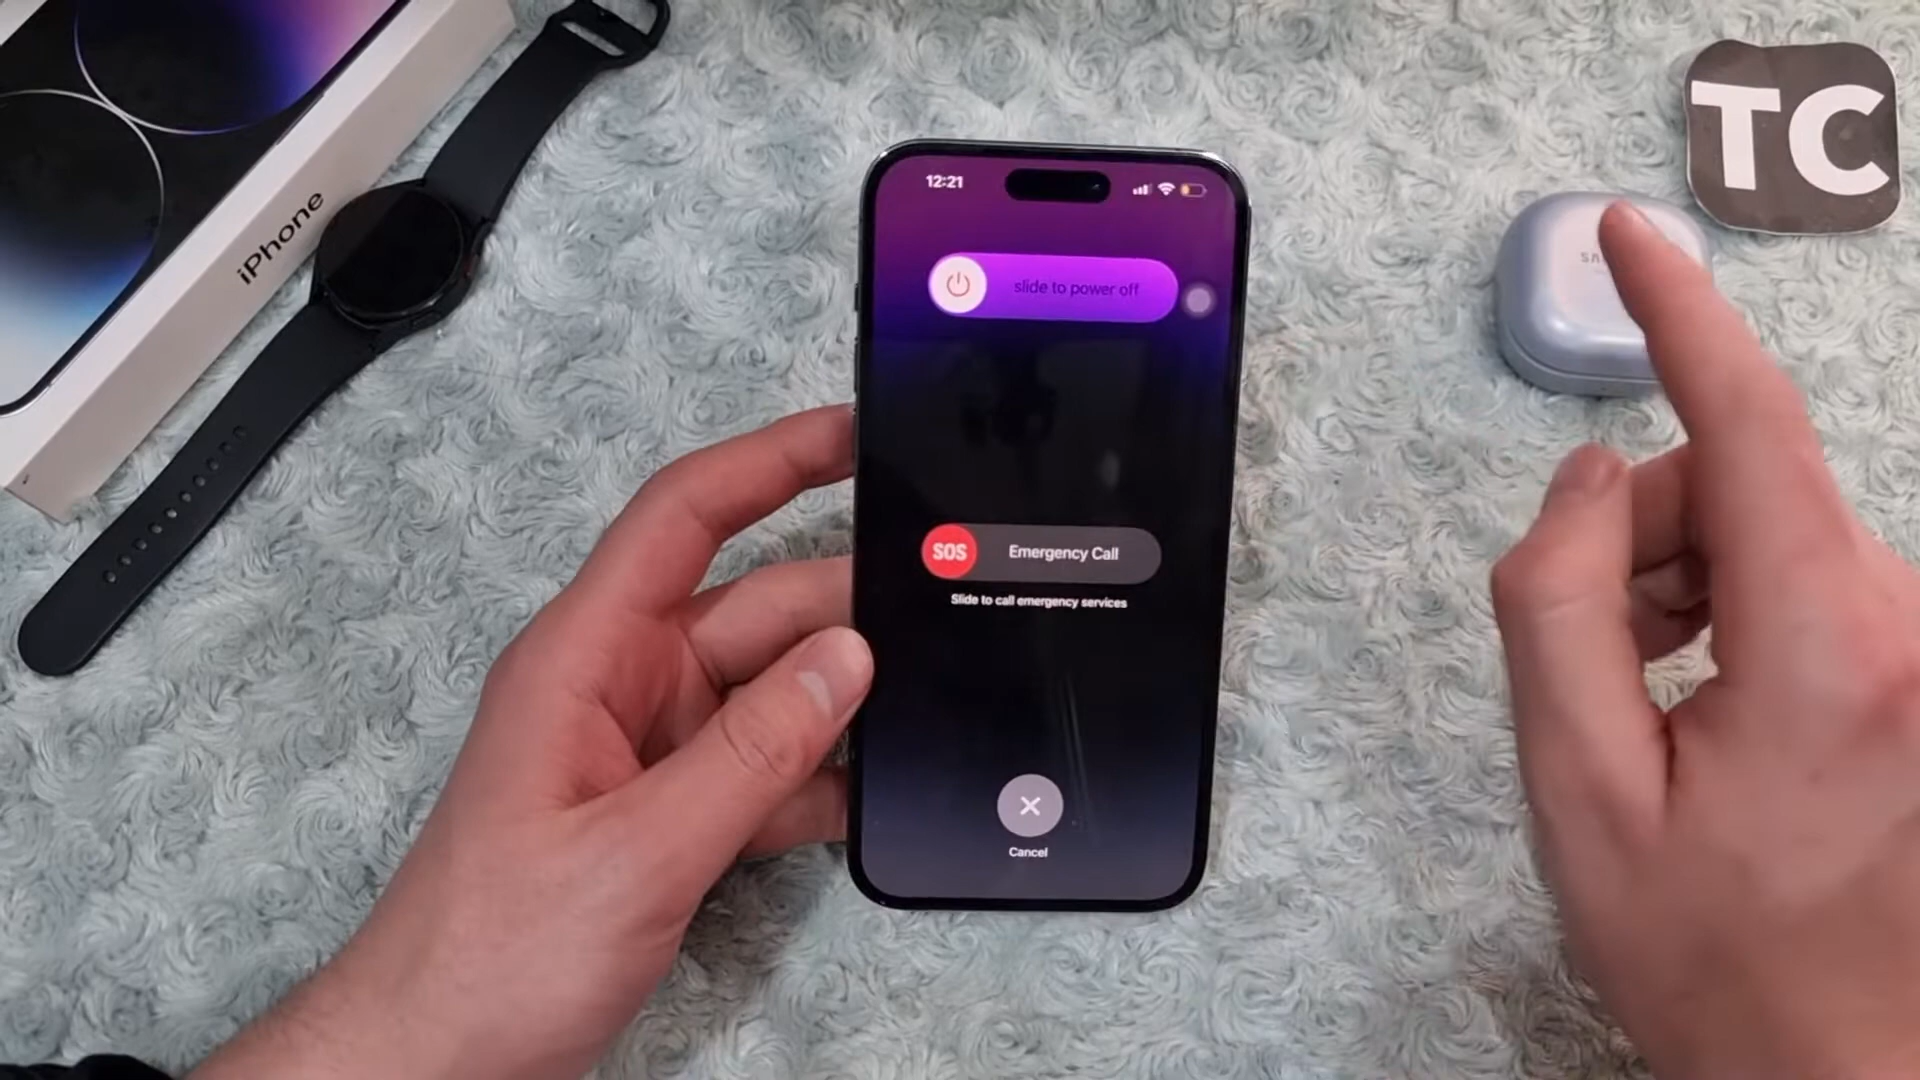 iPhone
TC
12:21
slide to power off
SOS
Emergency Call
Slide to call emergency services
Cancel